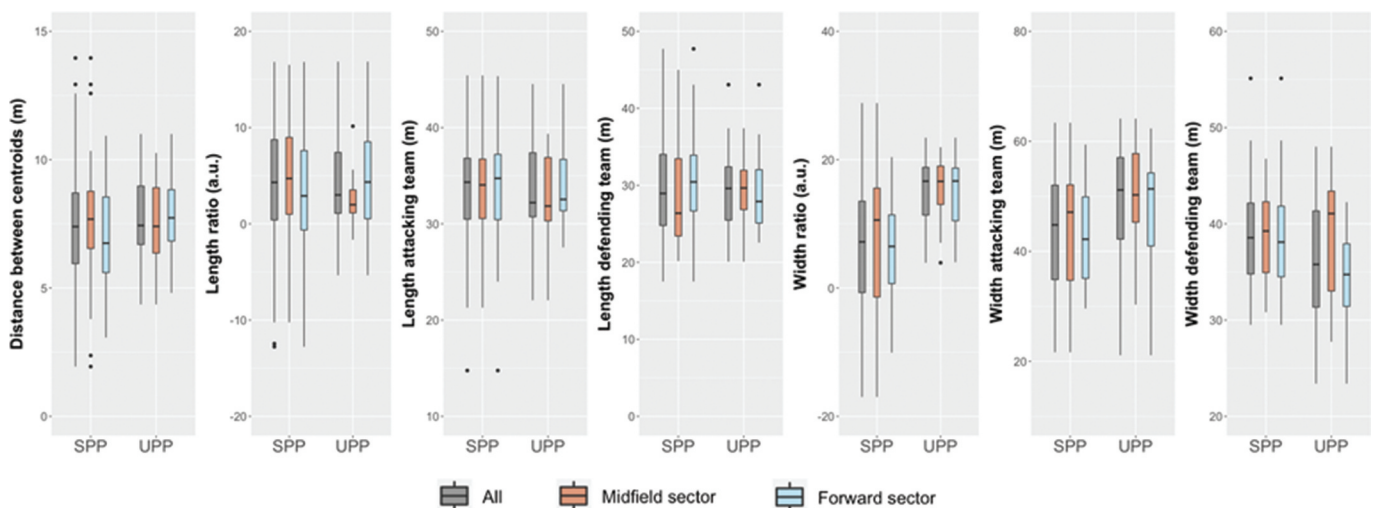 Distance between centroids (m)
15
10
5
0
SPP UPP
Length ratio (a.u.)
20
10
0
-10
-20
SPP UPP
Length attacking team (m)
50
40
30
20
10
SPP UPP
Length defending team (m)
50
40
30
20
10
0
SPP UPP
Width ratio (a.u.)
40
20
0
-20
SPP UPP
Width attacking team (m)
80
60
40
20
SPP UPP
Width defending team (m)
60
50
40
30
20
SPP UPP
All Midfield sector Forward sector